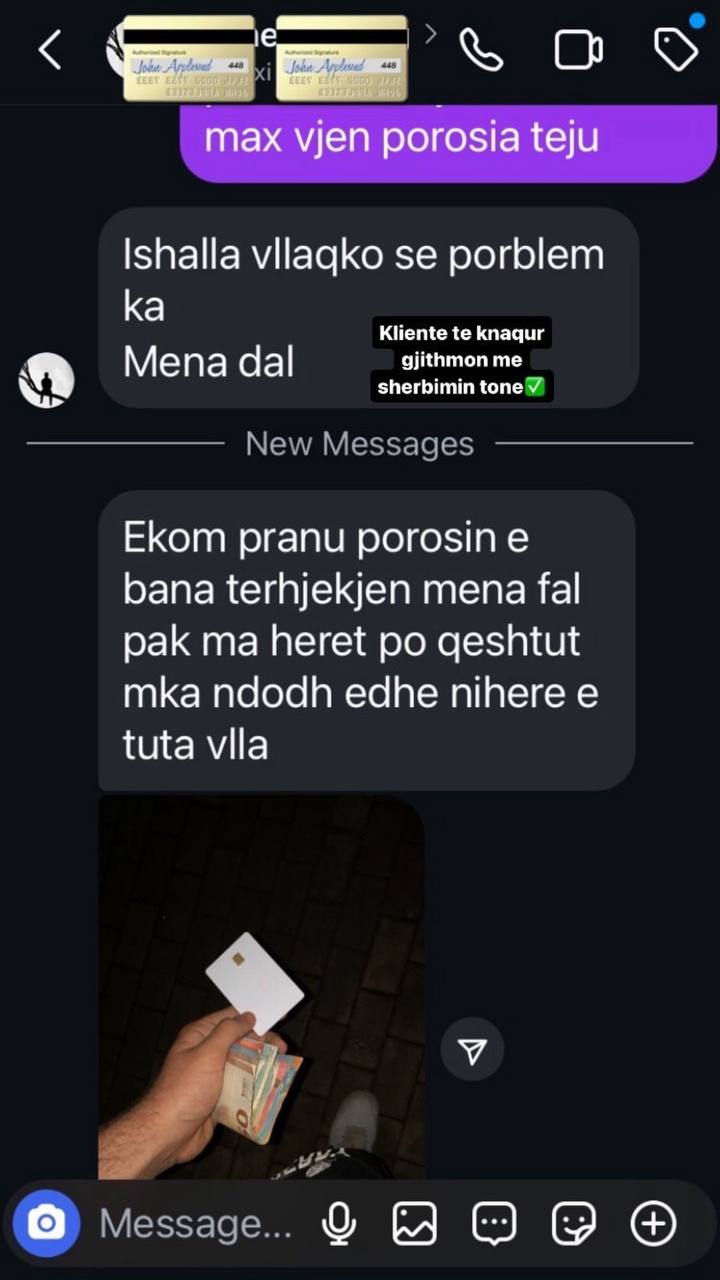 max vjen porosia teju
Ishalla vllaqko se porblem
ka
Mena dal
Kliente te knaqur
gjithmon me
sherbimin tone✅
New Messages
Ekom pranu porosin e
bana terhjekjen mena fal
pak ma heret po qeshtut
mka ndodh edhe nihere e
tuta vlla
Message...